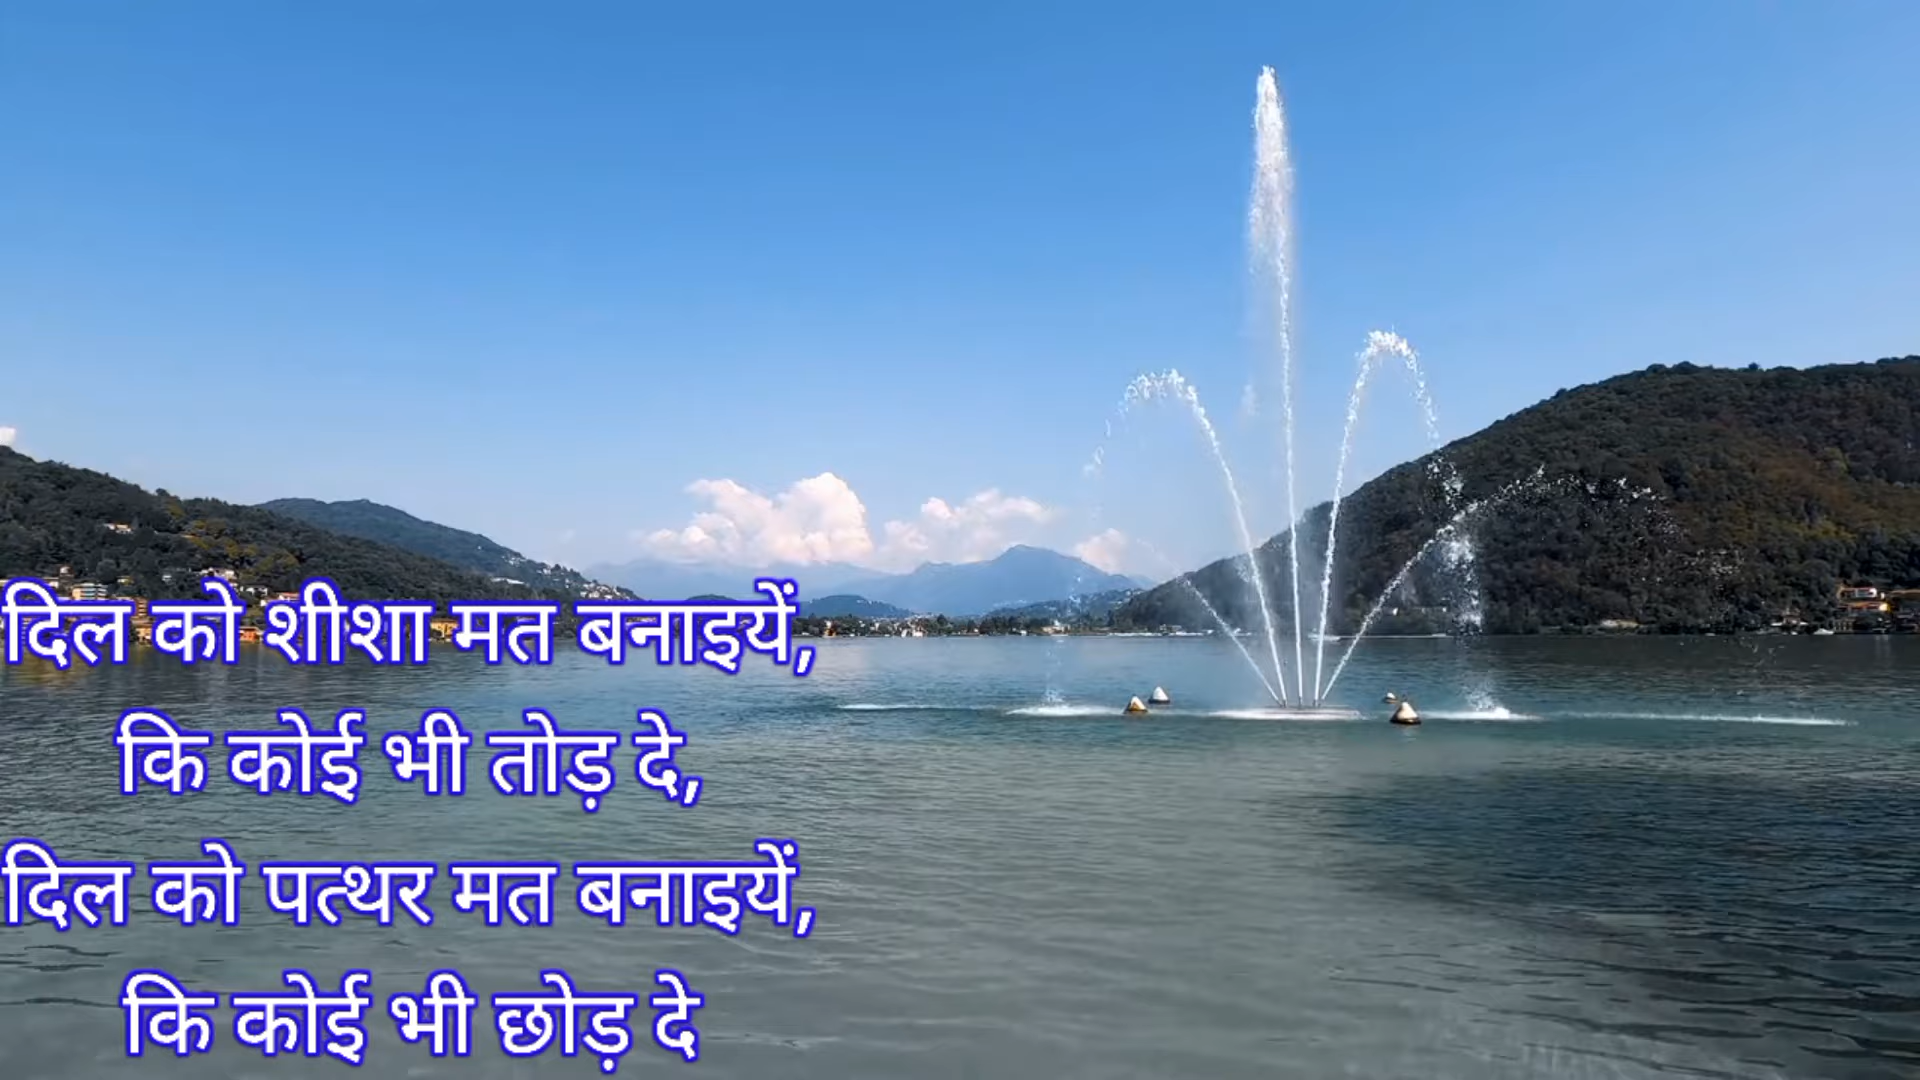 दिल को शीशा मत बनाइयें,
कि कोई भी तोड़ दे,
दिल को पत्थर मत बनाइयें,
कि कोई भी छोड़ दे